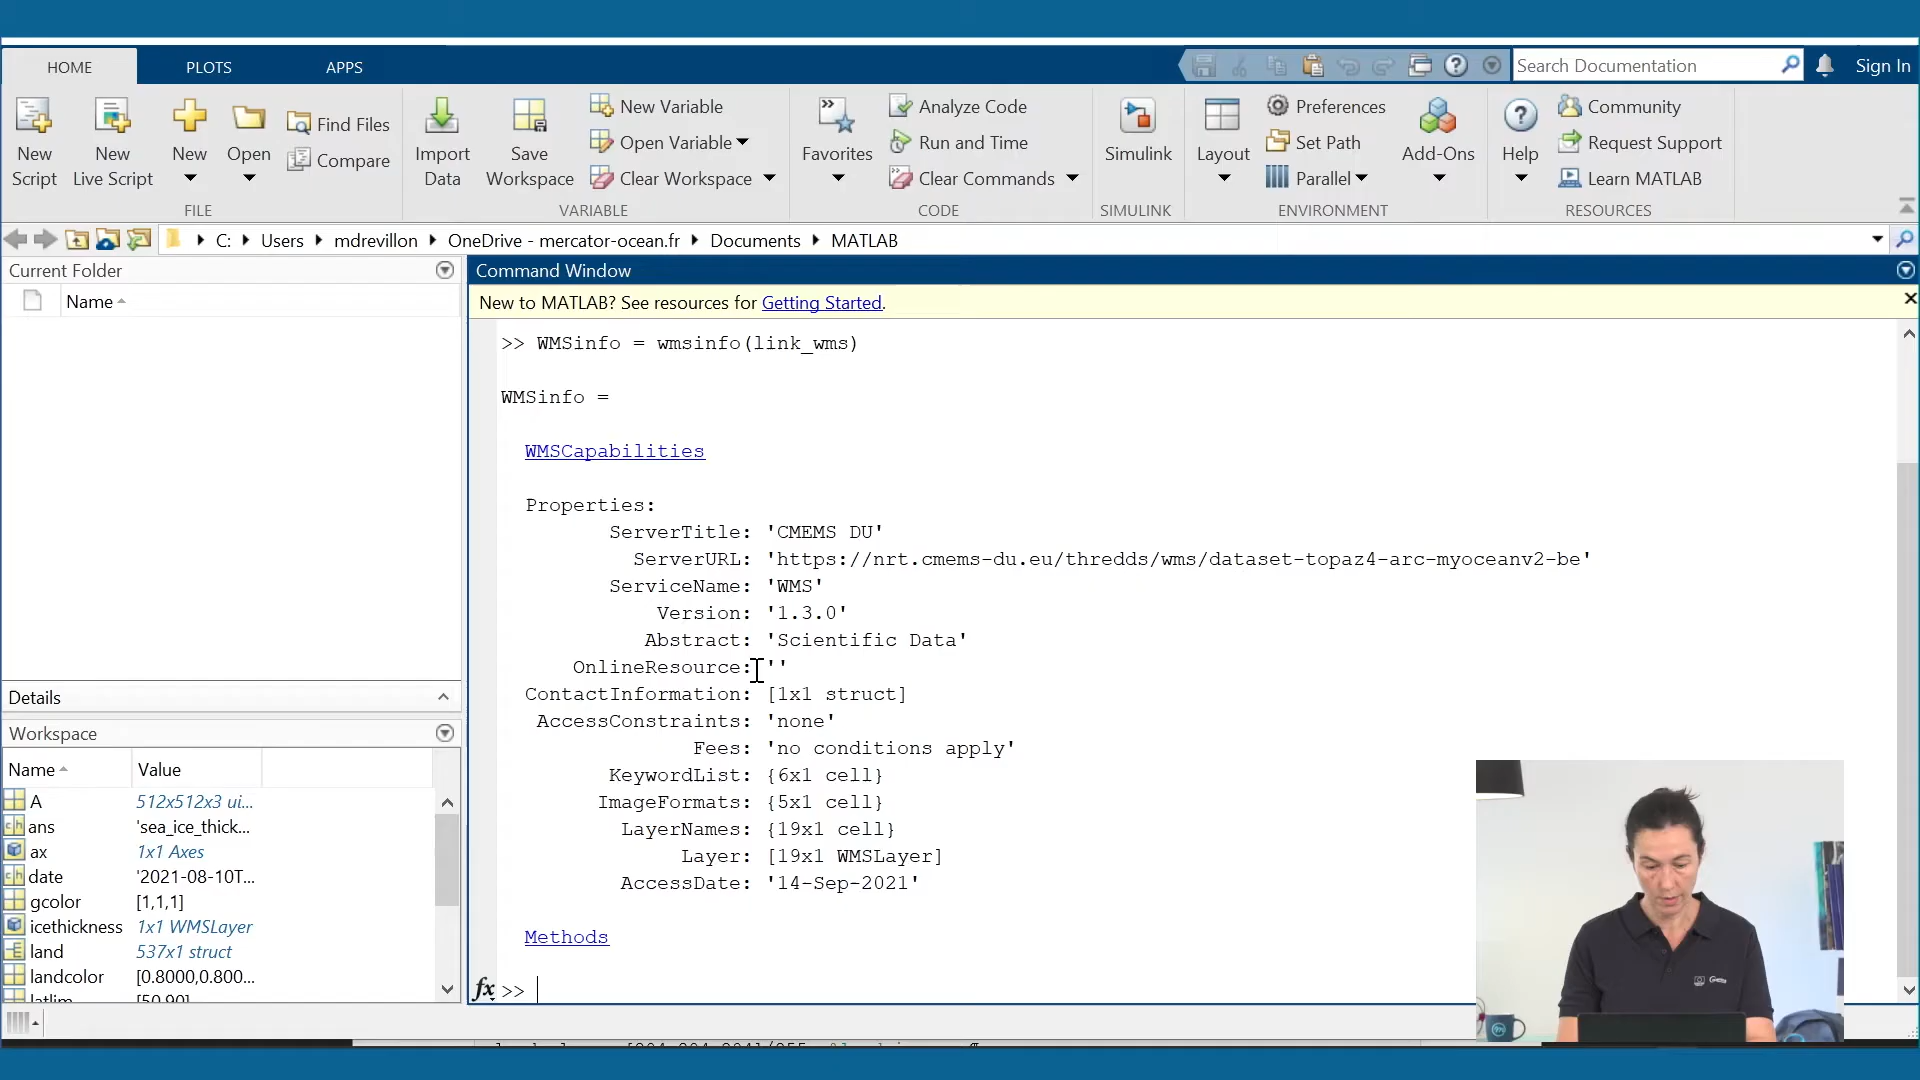 HOME PLOTS APPS Search Documentation Sign In
New Script
New Live Script
New
Open
Find Files
Compare
FILE
Import Data
Save Workspace
New Variable
Open Variable
Clear Workspace
VARIABLE
Favorites
Analyze Code
Run and Time
Clear Commands
CODE
Simulink
SIMULINK
Layout
Preferences
Set Path
Parallel
Add-Ons
ENVIRONMENT
Help
Community
Request Support
Learn MATLAB
RESOURCES
C: Users mdrevillon OneDrive - mercator-ocean.fr Documents MATLAB
Current Folder
Name
Details
Workspace
Name Value
A 512x512x3 ui...
ans 'sea_ice_thick...
ax 1x1 Axes
date '2021-08-10T...
gcolor [1,1,1]
icethickness 1x1 WMSLayer
land 537x1 struct
landcolor [0.8000,0.800...
latlim [50,90]
Command Window
New to MATLAB? See resources for Getting Started.
>> WMSinfo = wmsinfo(link_wms)
WMSinfo =
WMSCapabilities
Properties:
ServerTitle: 'CMEMS DU'
ServerURL: 'https://nrt.cmems-du.eu/thredds/wms/dataset-topaz4-arc-myoceanv2-be'
ServiceName: 'WMS'
Version: '1.3.0'
Abstract: 'Scientific Data'
OnlineResource: ''
ContactInformation: [1x1 struct]
AccessConstraints: 'none'
Fees: 'no conditions apply'
KeywordList: {6x1 cell}
ImageFormats: {5x1 cell}
LayerNames: {19x1 cell}
Layer: [19x1 WMSLayer]
AccessDate: '14-Sep-2021'
Methods
fx >>